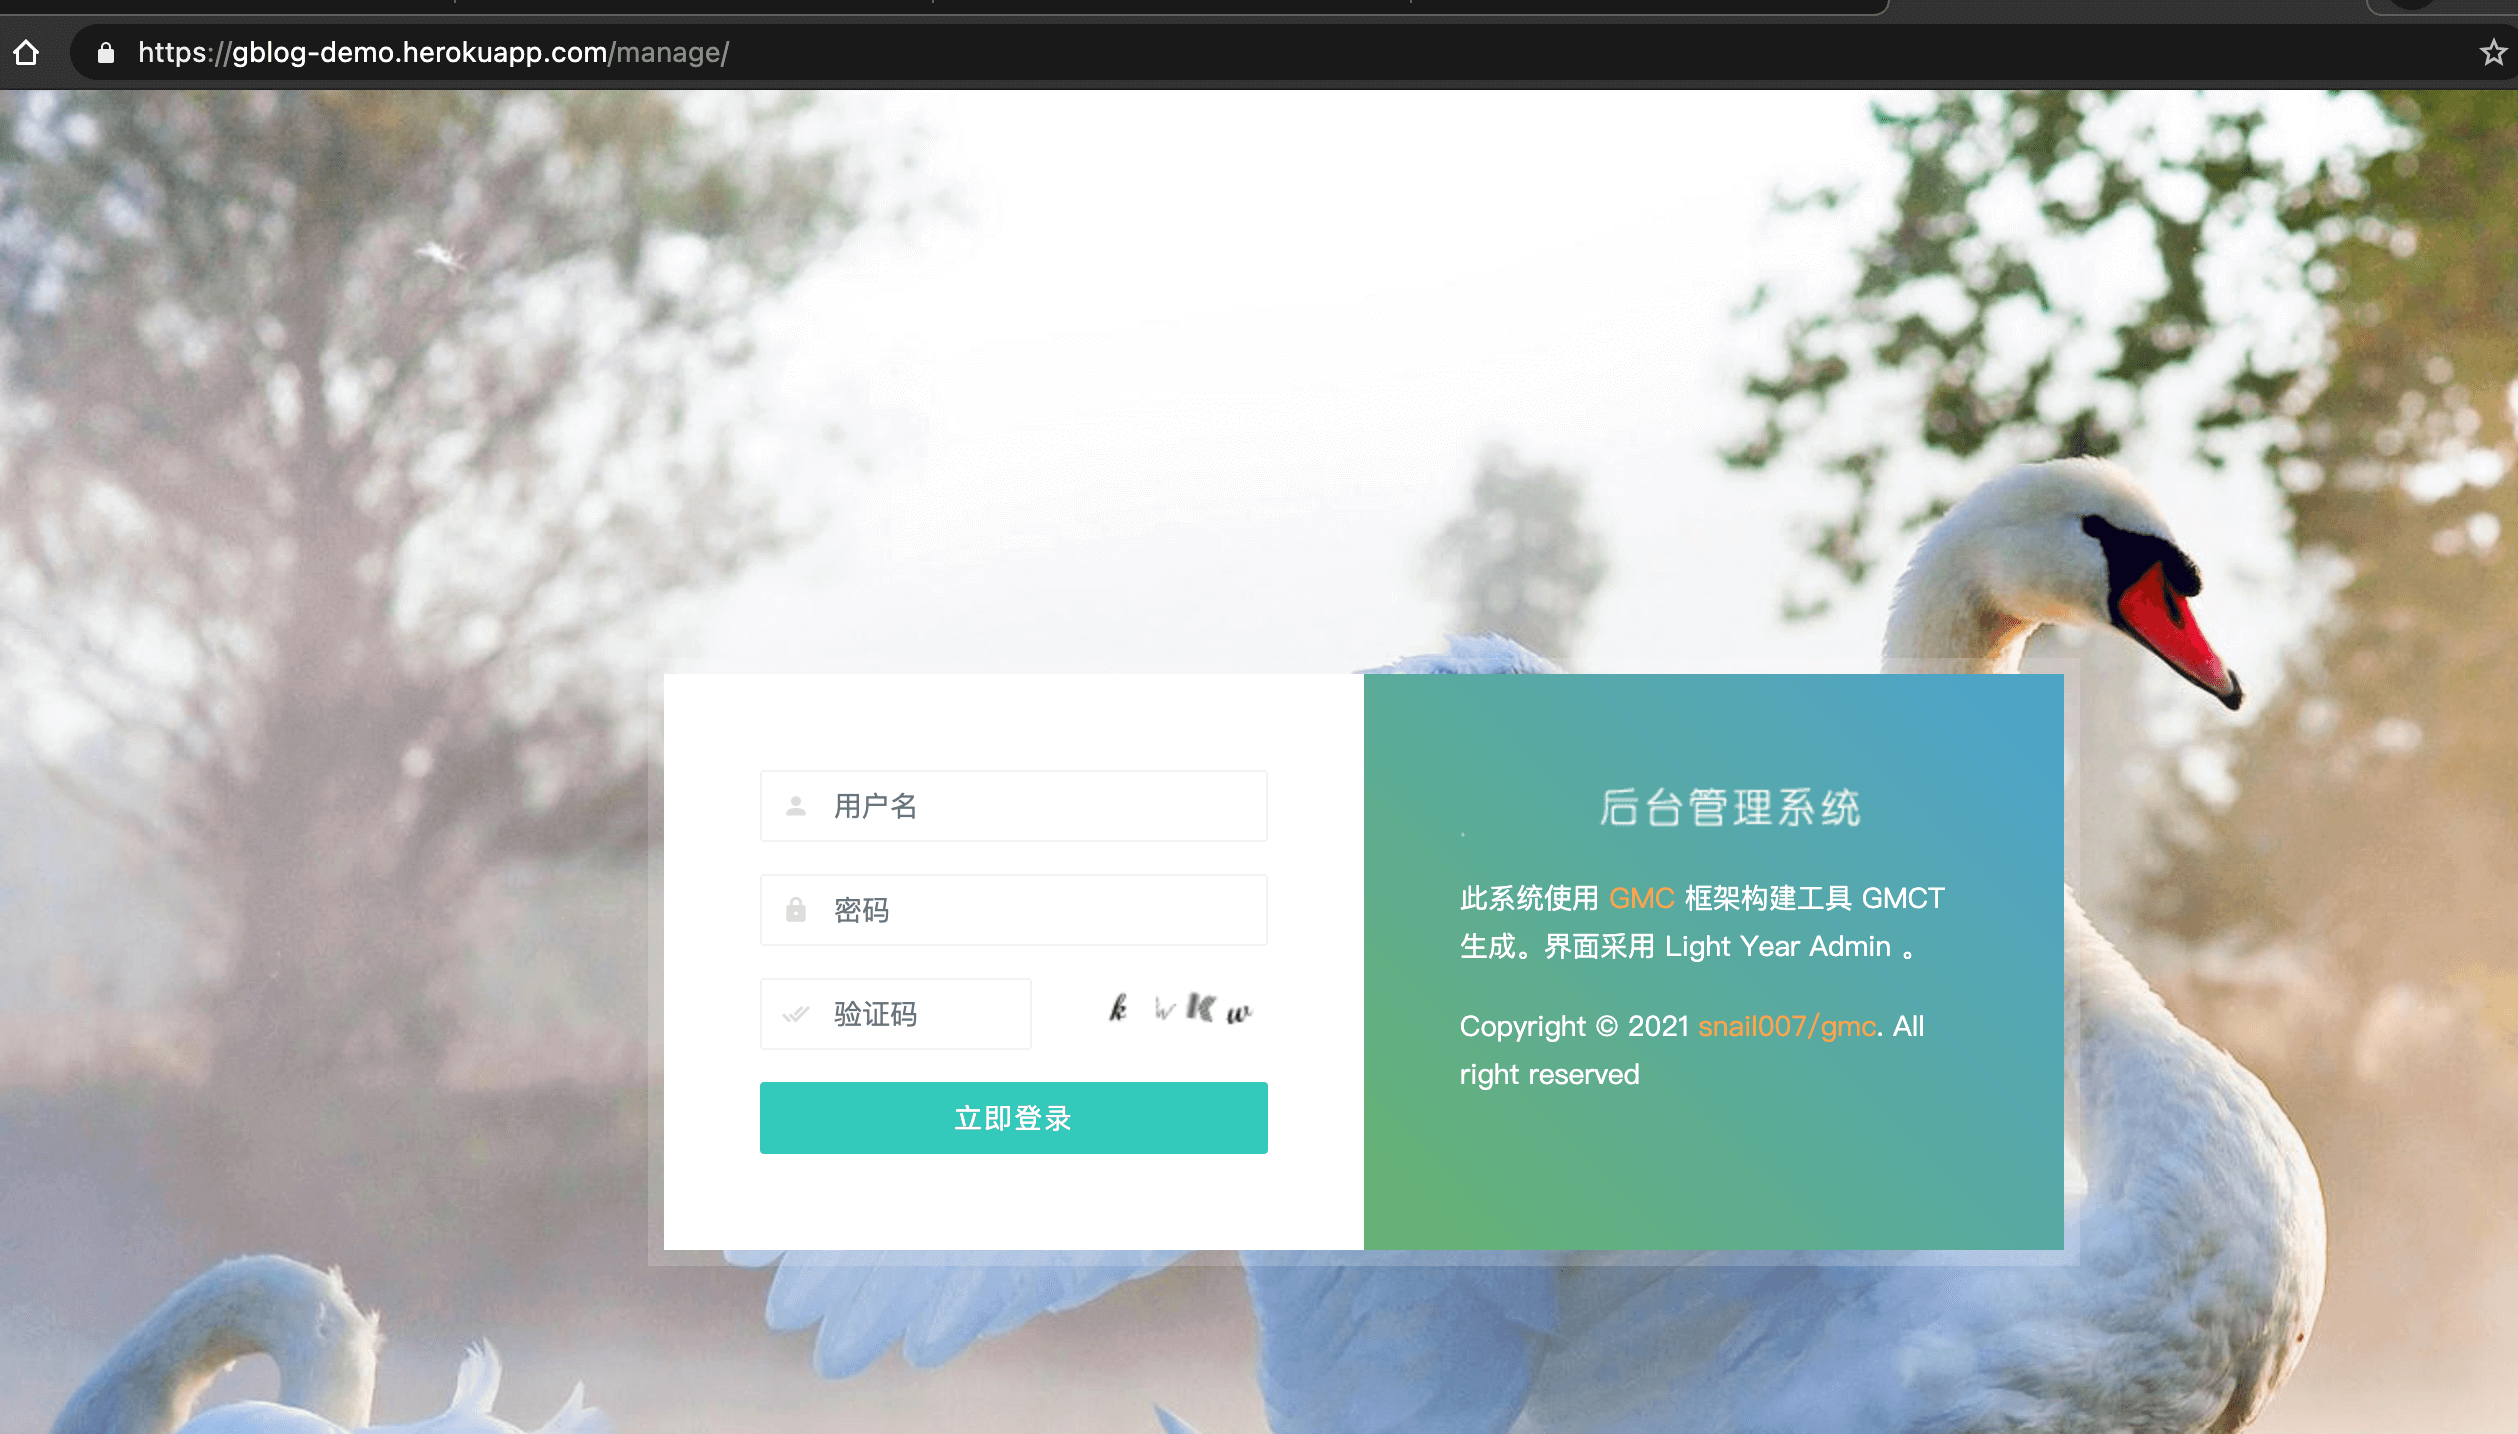 https://gblog-demo.herokuapp.com/manage/
用户名
密码
验证码
k w K w
立即登录
后台管理系统
此系统使用 GMC 框架构建工具 GMCT
生成。界面采用 Light Year Admin 。
Copyright © 2021 snail007/gmc. All
right reserved